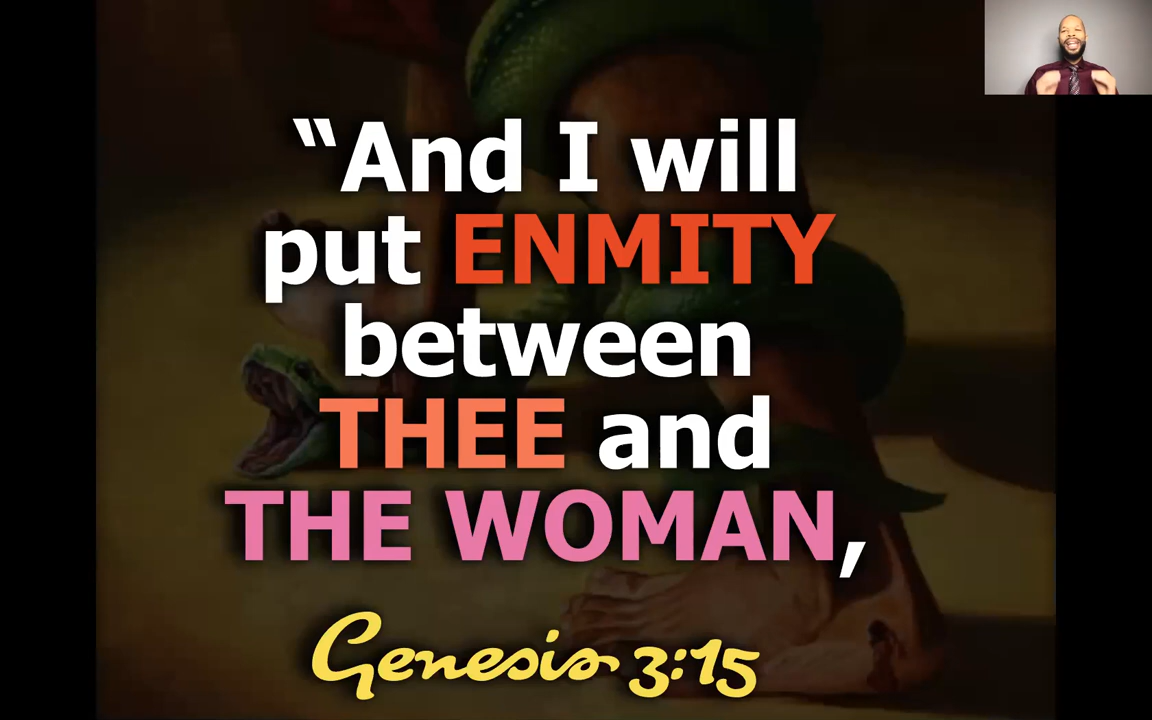 “And I will
put ENMITY
between
THEE and
THE WOMAN,
Genesis 3:15